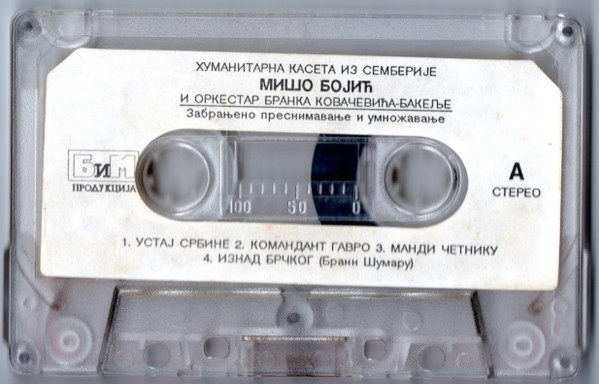 ХУМАНИТАРНА КАСЕТА ИЗ СЕМБЕРИЈЕ
МИШО БОЈИЋ
И ОРКЕСТАР БРАНКА КОВАЧЕВИЋА-БАКЕЉЕ
Забрањено преснимавање и умножавање
БиМ
ПРОДУКЦИЈА
А
СТЕРЕО
100 50 0
1. УСТАЈ СРБИНЕ 2. КОМАНДАНТ ГАВРО 3. МАНДИ ЧЕТНИКУ
4. ИЗНАД БРЧКОГ (Брани Шумару)